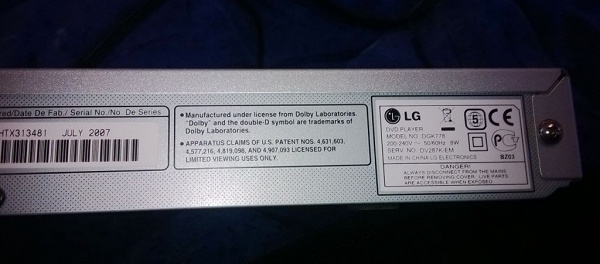 red/Date De Fab./ Serial No./No. De Series
HTX313481 JULY 2007
• Manufactured under license from Dolby Laboratories.
"Dolby" and the double-D symbol are trademarks of
Dolby Laboratories.
• APPARATUS CLAIMS OF U.S. PATENT NOS. 4,631,603,
4,577,216, 4,819,098, AND 4,907,093 LICENSED FOR
LIMITED VIEWING USES ONLY.
LG
5
CE
DVD PLAYER
MODEL NO. DGK778
200-240V ~ 50/60Hz 8W
SERV. NO. DV287K-EM
MADE IN CHINA LG ELECTRONICS
BZ03
DANGER!
ALWAYS DISCONNECT FROM THE MAINS
BEFORE REMOVING COVER. LIVE PARTS
ARE ACCESSIBLE WHEN EXPOSED.